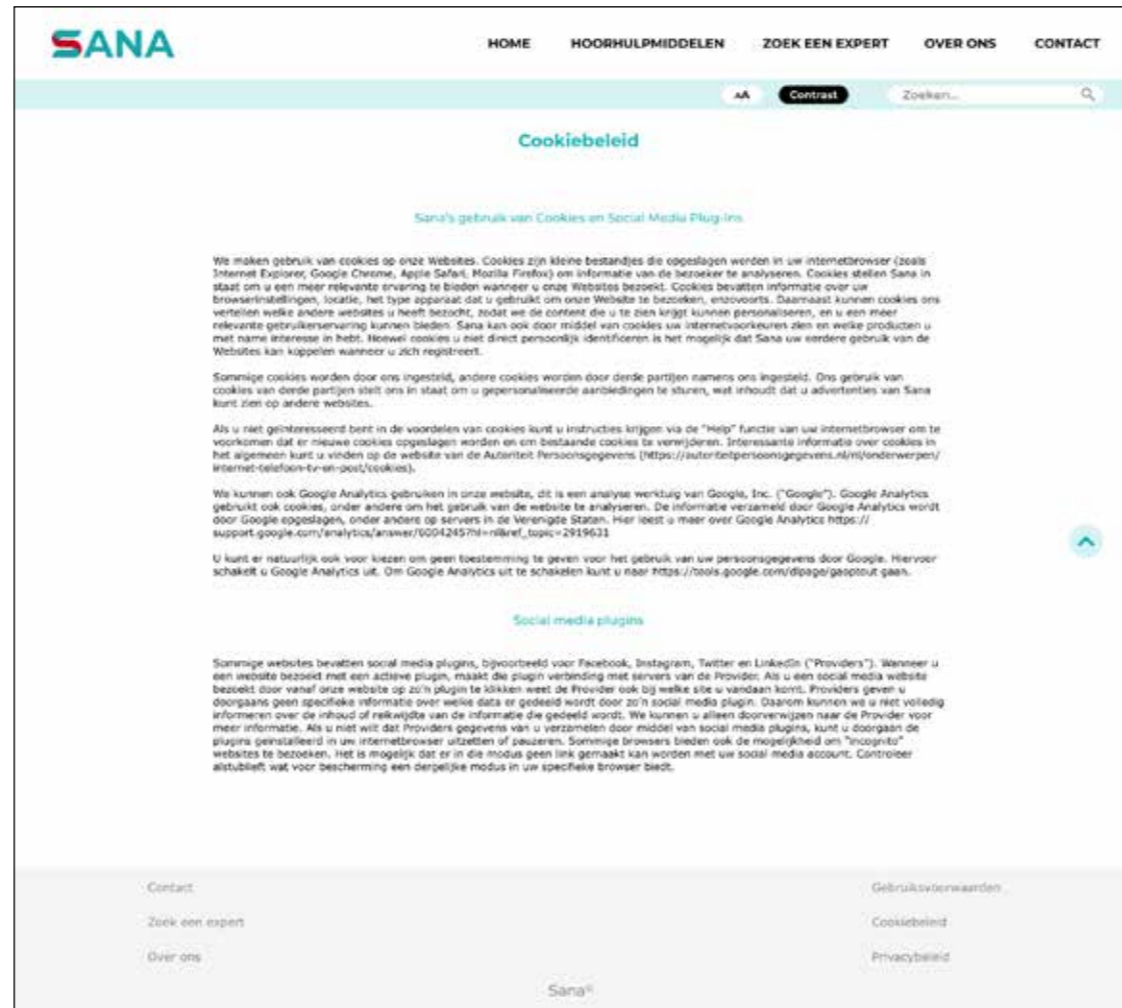 SANA
HOME HOORHULPMIDDELEN ZOEK EEN EXPERT OVER ONS CONTACT
AA Contrast Zoeken...
Cookiebeleid
Sana's gebruik van Cookies en Social Media Plug-Ins
We maken gebruik van cookies op onze Websites. Cookies zijn kleine bestandjes die opgeslagen worden in uw internetbrowser (zoals
Internet Explorer, Google Chrome, Apple Safari, Mozilla Firefox) om informatie van de bezoeker te analyseren. Cookies stellen Sana in
staat om u een meer relevante ervaring te bieden wanneer u onze Websites bezoekt. Cookies bevatten informatie over uw
browserinstellingen, locatie, het type apparaat dat u gebruikt om onze Website te bezoeken, enzovoorts. Daarnaast kunnen cookies ons
vertellen welke andere websites u heeft bezocht, zodat we de content die u te zien krijgt kunnen personaliseren, en u een meer
relevante gebruikerservaring kunnen bieden. Sana kan ook door middel van cookies uw internetvoorkeuren zien en welke producten u
met name interesse in hebt. Hoewel cookies u niet direct persoonlijk identificeren is het mogelijk dat Sana uw eerdere gebruik van de
Websites kan koppelen wanneer u zich registreert.
Sommige cookies worden door ons ingesteld, andere cookies worden door derde partijen namens ons ingesteld. Ons gebruik van
cookies van derde partijen stelt ons in staat om u gepersonaliseerde aanbiedingen te sturen, wat inhoudt dat u advertenties van Sana
kunt zien op andere websites.
Als u niet geïnteresseerd bent in de voordelen van cookies kunt u instructies krijgen via de "Help" functie van uw internetbrowser om te
voorkomen dat er nieuwe cookies opgeslagen worden en om bestaande cookies te verwijderen. Interessante informatie over cookies in
het algemeen kunt u vinden op de website van de Autoriteit Persoonsgegevens (https://autoriteitpersoonsgegevens.nl/nl/onderwerpen/
internet-telefoon-tv-en-post/cookies).
We kunnen ook Google Analytics gebruiken in onze website, dit is een analyse werktuig van Google, Inc. ("Google"). Google Analytics
gebruikt ook cookies, onder andere om het gebruik van de website te analyseren. De informatie verzameld door Google Analytics wordt
door Google opgeslagen, onder andere op servers in de Verenigde Staten. Hier leest u meer over Google Analytics https://
support.google.com/analytics/answer/6004245?hl=nl&ref_topic=2919631
U kunt er natuurlijk ook voor kiezen om geen toestemming te geven voor het gebruik van uw persoonsgegevens door Google. Hiervoor
schakelt u Google Analytics uit. Om Google Analytics uit te schakelen kunt u naar https://tools.google.com/dlpage/gaoptout gaan.
Social media plugins
Sommige websites bevatten social media plugins, bijvoorbeeld voor Facebook, Instagram, Twitter en LinkedIn ("Providers"). Wanneer u
een website bezoekt met een actieve plugin, maakt die plugin verbinding met servers van de Provider. Als u een social media website
bezoekt door vanaf onze website op zo'n plugin te klikken weet de Provider ook bij welke site u vandaan komt. Providers geven u
doorgaans geen specifieke informatie over welke data er gedeeld wordt door zo'n social media plugin. Daarom kunnen we u niet volledig
informeren over de inhoud of reikwijdte van de informatie die gedeeld wordt. We kunnen u alleen doorverwijzen naar de Provider voor
meer informatie. Als u niet wilt dat Providers gegevens van u verzamelen door middel van social media plugins, kunt u doorgaan de
plugins geïnstalleerd in uw internetbrowser uitzetten of pauzeren. Sommige browsers bieden ook de mogelijkheid om "incognito"
websites te bezoeken. Het is mogelijk dat er in die modus geen link gemaakt kan worden met uw social media account. Controleer
alstublieft wat voor bescherming een dergelijke modus in uw specifieke browser biedt.
Contact
Zoek een expert
Over ons
Gebruiksvoorwaarden
Cookiebeleid
Privacybeleid
Sana®